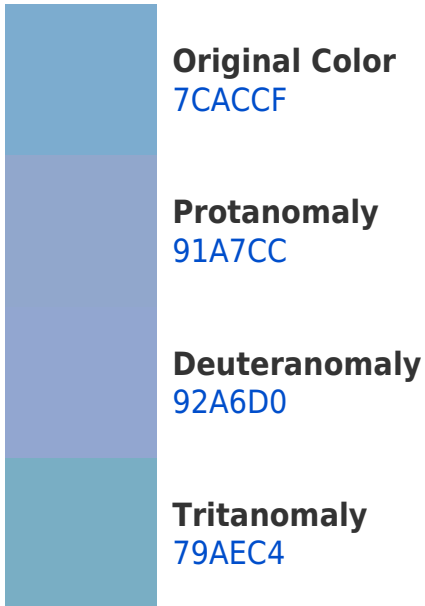 Original Color
7CACCF
Protanomaly
91A7CC
Deuteranomaly
92A6D0
Tritanomaly
79AEC4